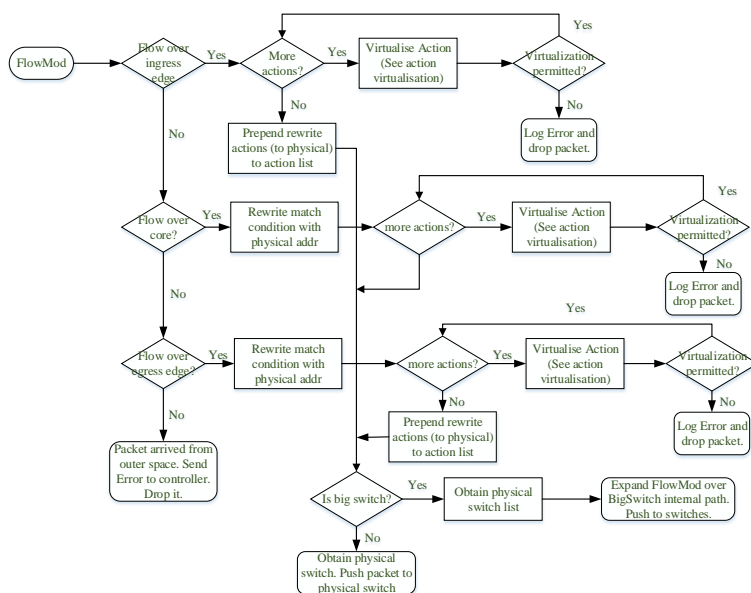 FlowMod
Flow over
ingress
edge
Yes
More
actions?
Yes
Virtualise Action
(See action
virtualisation)
Yes
Virtualization
permitted?
No
No
No
Prepend rewrite
actions (to physical)
to action list
Log Error and
drop packet.
Flow over
core?
Yes
Rewrite match
condition with
physical addr
more actions?
Yes
Virtualise Action
(See action
virtualisation)
Yes
Virtualization
permitted?
No
No
Log Error and
drop packet.
Flow over
egress edge?
Yes
Rewrite match
condition with
physical addr
more actions?
Yes
Virtualise Action
(See action
virtualisation)
Yes
Virtualization
permitted?
No
No
No
Packet arrived from
outer space. Send
Error to controller.
Drop it.
Prepend rewrite
actions (to physical)
to action list
Log Error and
drop packet.
Is big switch?
Yes
Obtain physical
switch list
Expand FlowMod over
BigSwitch internal path.
Push to switches.
No
Obtain physical
switch. Push packet to
physical switch